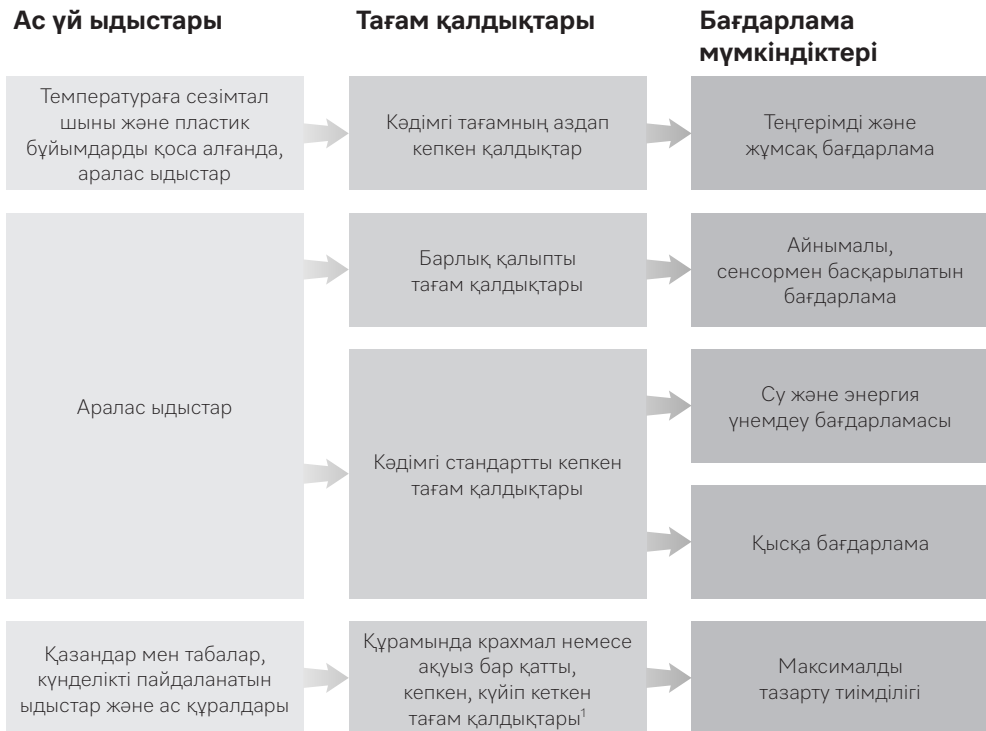 Ас үй ыдыстары
Тағам қалдықтары
Бағдарлама
мүмкіндіктері
Температураға сезімтал
шыны және пластик
бұйымдарды қоса алғанда,
аралас ыдыстар
Кәдімгі тағамның аздап
кепкен қалдықтар
Теңгерімді және
жұмсақ бағдарлама
Аралас ыдыстар
Барлық қалыпты
тағам қалдықтары
Айнымалы,
сенсормен басқарылатын
бағдарлама
Кәдімгі стандартты кепкен
тағам қалдықтары
Су және энергия
үнемдеу бағдарламасы
Қысқа бағдарлама
Қазандар мен табалар,
күнделікті пайдаланатын
ыдыстар және ас құралдары
Құрамында крахмал немесе
ақуыз бар қатты,
кепкен, күйіп кеткен
тағам қалдықтары¹
Максималды
тазарту тиімділігі